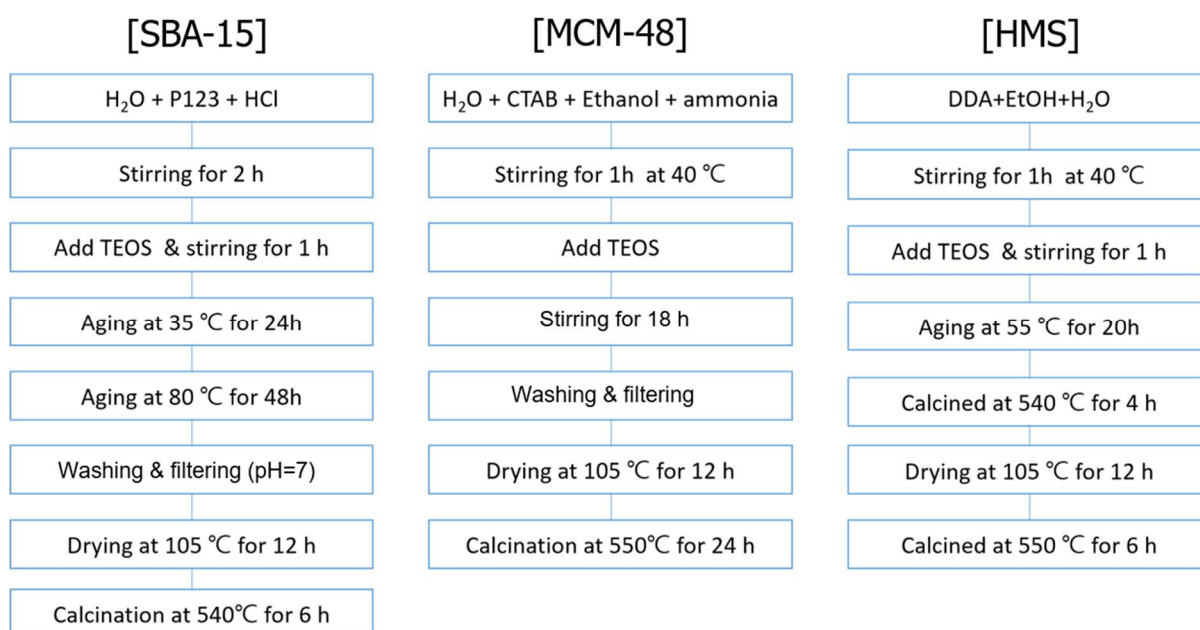 [SBA-15]
H₂O + P123 + HCl
Stirring for 2 h
Add TEOS & stirring for 1 h
Aging at 35 ℃ for 24h
Aging at 80 ℃ for 48h
Washing & filtering (pH=7)
Drying at 105 ℃ for 12 h
Calcination at 540℃ for 6 h
[MCM-48]
H₂O + CTAB + Ethanol + ammonia
Stirring for 1h at 40 ℃
Add TEOS
Stirring for 18 h
Washing & filtering
Drying at 105 ℃ for 12 h
Calcination at 550℃ for 24 h
[HMS]
DDA+EtOH+H₂O
Stirring for 1h at 40 ℃
Add TEOS & stirring for 1 h
Aging at 55 ℃ for 20h
Calcined at 540 ℃ for 4 h
Drying at 105 ℃ for 12 h
Calcined at 550 ℃ for 6 h